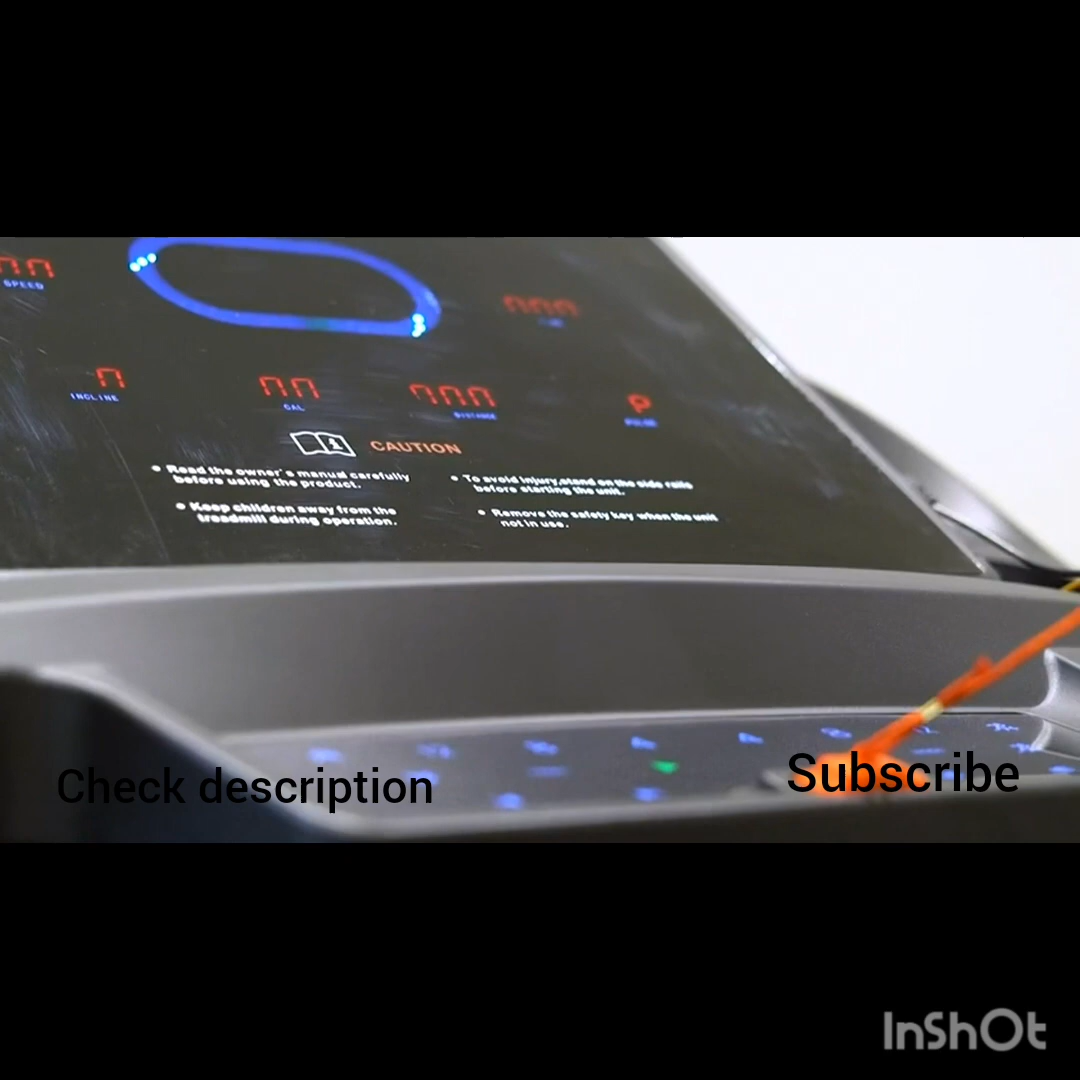 SPEED
INCLINE
CAL
DISTANCE
P
PULSE
CAUTION
• Read the owner's manual carefully
before using the product.
• Keep children away from the
treadmill during operation.
• To avoid injury,stand on the side rails
before starting the unit.
• Remove the safety key when the unit
not in use.
Check description
Subscribe
InShOt